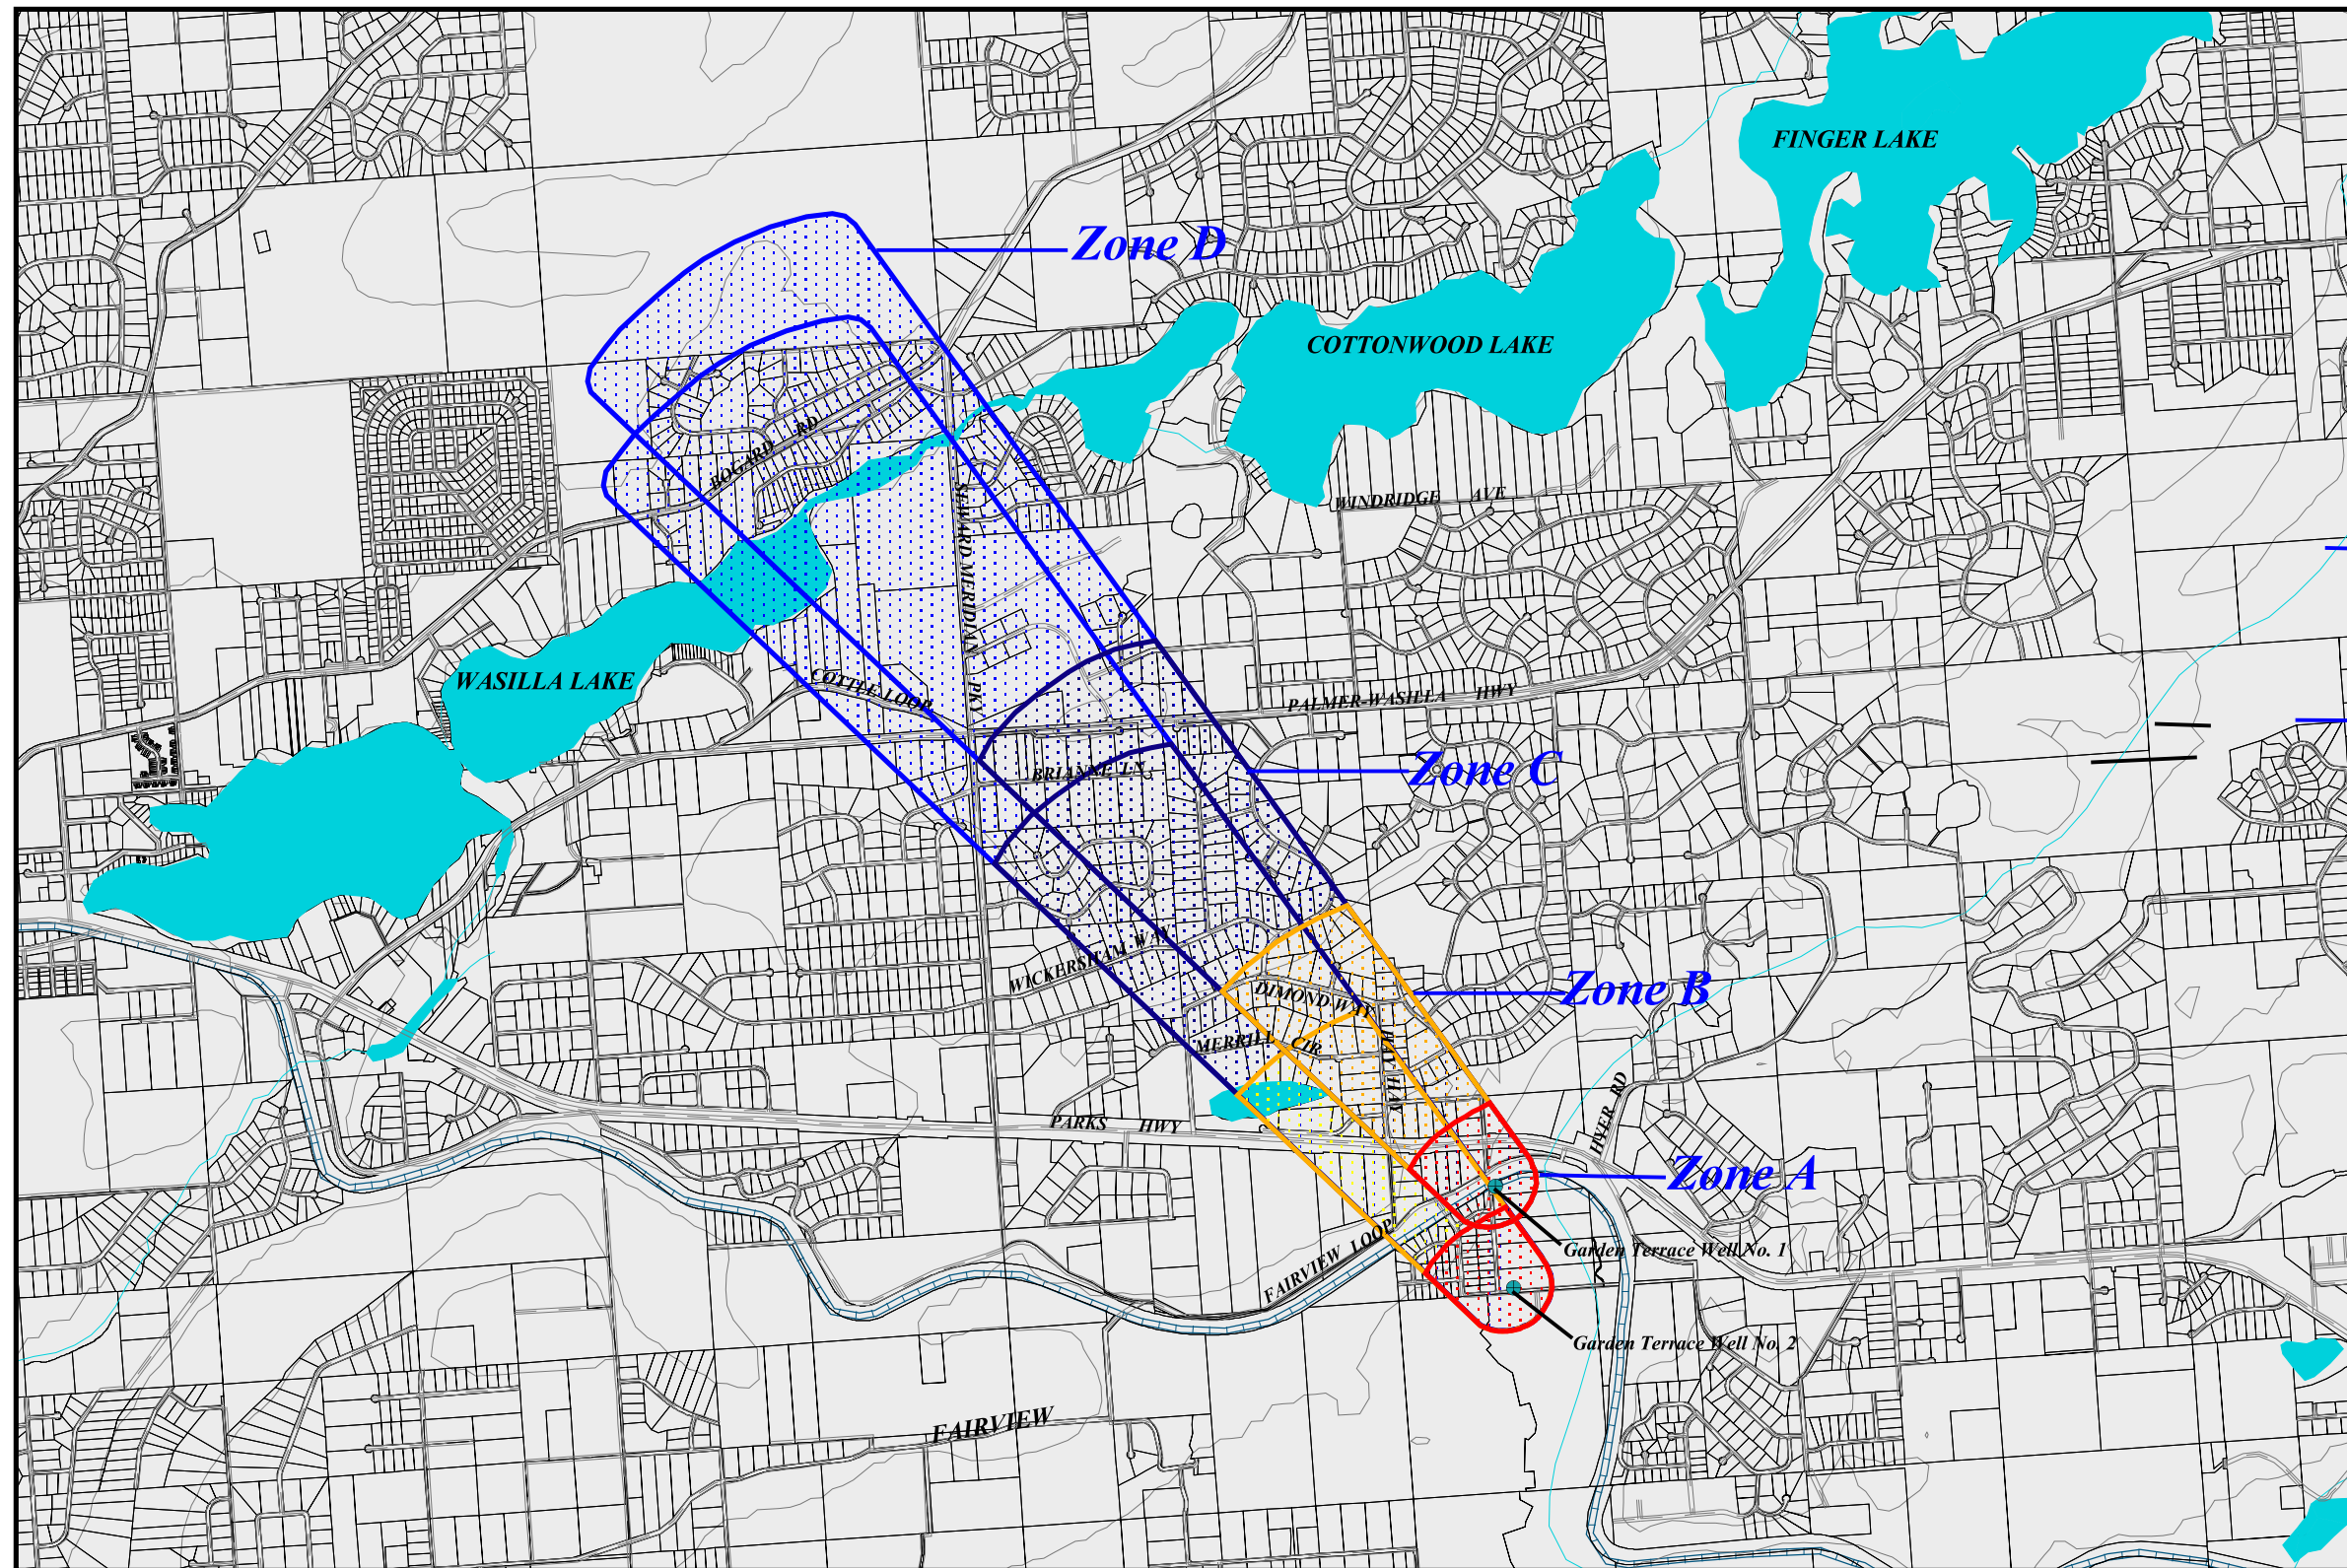 FINGER LAKE
Zone D
COTTONWOOD LAKE
BOGARD RD
WINDRIDGE AVE
SEWARD MERIDIAN PKY
WASILLA LAKE
COTTLE LOOP
PALMER-WASILLA HWY
BRIANNE LN
Zone C
WICKERSHAM WAY
DIMOND WAY
Zone B
MERRILL CIR
HAY HAY
PARKS HWY
HYER RD
Zone A
FAIRVIEW LOOP
Garden Terrace Well No. 1
Garden Terrace Well No. 2
FAIRVIEW